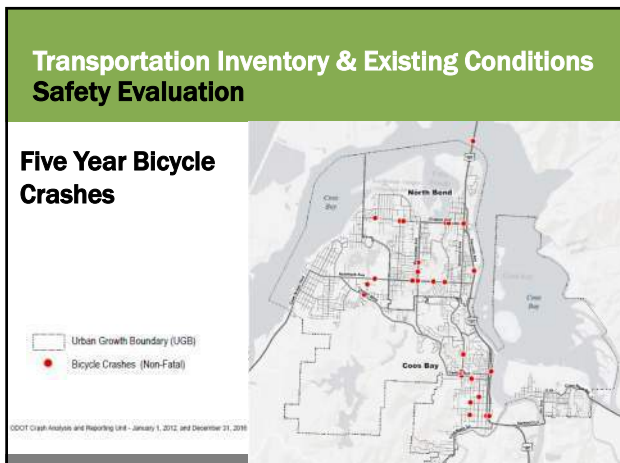 Transportation Inventory & Existing Conditions
Safety Evaluation
Five Year Bicycle
Crashes
North Bend
Coos
Bay
Coos
Bay
Coos Bay
Urban Growth Boundary (UGB)
Bicycle Crashes (Non-Fatal)
ODOT Crash Analysis and Reporting Unit - January 1, 2012, and December 31, 2016